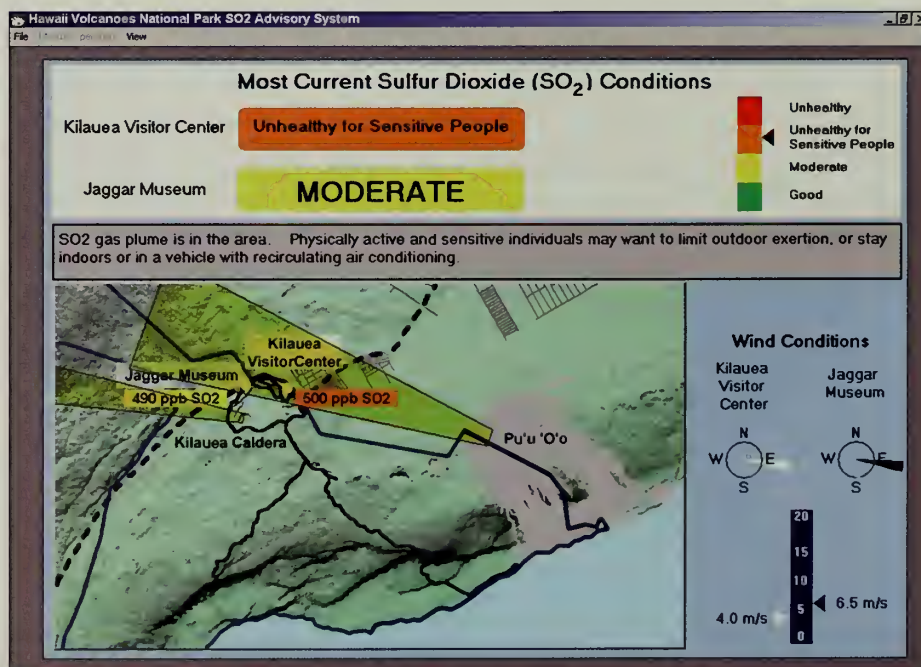 Hawaii Volcanoes National Park SO2 Advisory System
File View
Most Current Sulfur Dioxide (SO2) Conditions
Kilauea Visitor Center
Unhealthy for Sensitive People
Jaggar Museum
MODERATE
Unhealthy
Unhealthy for
Sensitive People
Moderate
Good
SO2 gas plume is in the area. Physically active and sensitive individuals may want to limit outdoor exertion, or stay
indoors or in a vehicle with recirculating air conditioning.
Kilauea
VisitorCenter
Jaggar Museum
490 ppb SO2
500 ppb SO2
Kilauea Caldera
Pu'u 'O'o
Wind Conditions
Kilauea
Visitor
Center
Jaggar
Museum
N
W E
S
N
W E
S
20
15
10
5
0
4.0 m/s
6.5 m/s